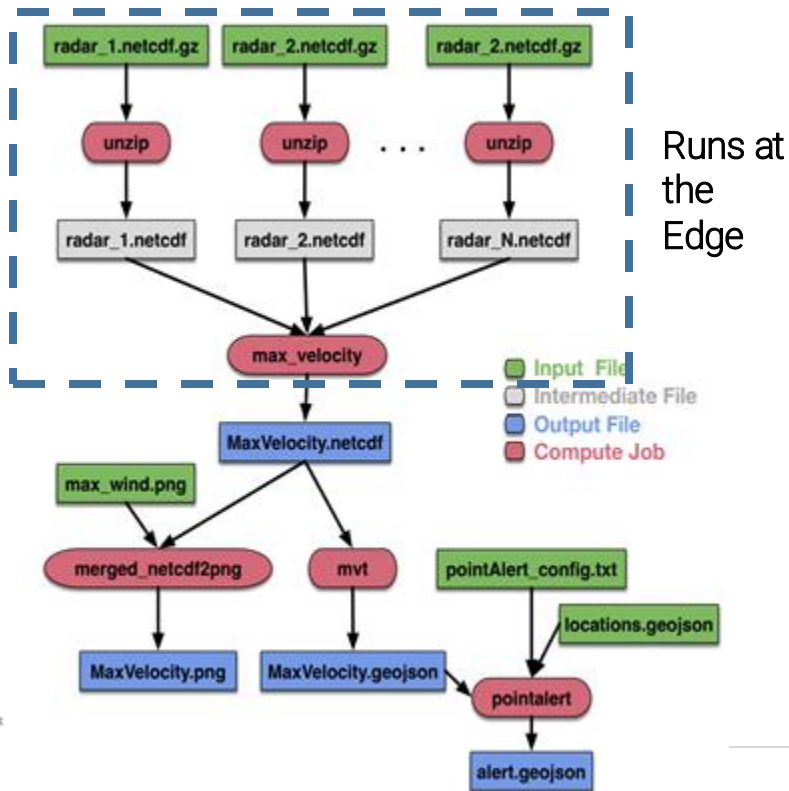 radar_1.netcdf.gz
radar_2.netcdf.gz
radar_2.netcdf.gz
unzip
unzip
. . .
unzip
Runs at
the
Edge
radar_1.netcdf
radar_2.netcdf
radar_N.netcdf
max_velocity
Input File
Intermediate File
Output File
Compute Job
MaxVelocity.netcdf
max_wind.png
merged_netcdf2png
mvt
pointAlert_config.txt
locations.geojson
MaxVelocity.png
MaxVelocity.geojson
pointalert
alert.geojson